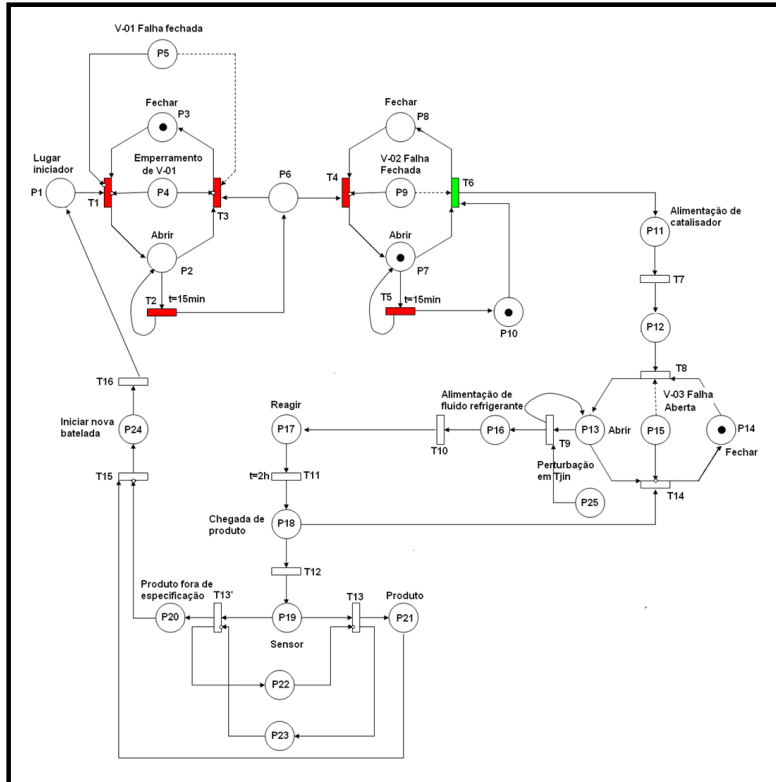 V-01 Falha fechada
P5
Fechar
P3
Lugar
iniciador
P1
Emperramento
de V-01
P4
T1
T3
Abrir
P2
T2
t=15min
P6
Fechar
P8
T4
V-02 Falha
Fechada
P9
T6
Abrir
P7
T5
t=15min
P10
P11
Alimentação de
catalisador
T7
P12
T8
V-03 Falha
Aberta
P13
Abrir
P15
P14
Fechar
T14
Alimentação de
fluido refrigerante
P16
T9
T10
Perturbação
em Tjin
P25
Reagir
P17
t=2h
T11
Chegada de
produto
P18
T12
T16
Iniciar nova
batelada
P24
T15
Produto fora de
especificação
P20
T13'
P19
Sensor
T13
Produto
P21
P22
P23